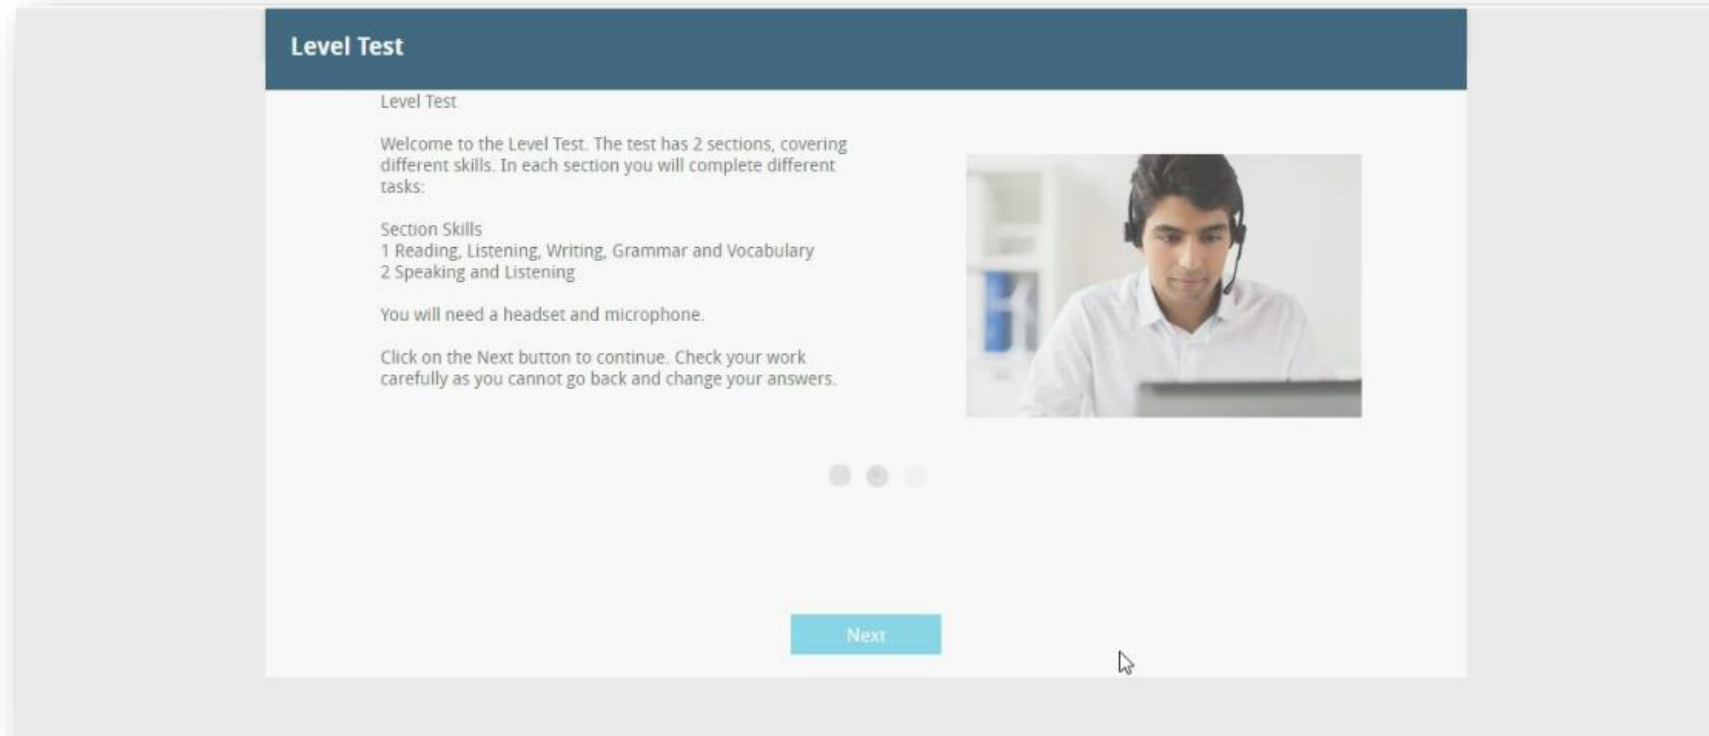 Level Test
Level Test
Welcome to the Level Test. The test has 2 sections, covering
different skills. In each section you will complete different
tasks:
Section Skills
1 Reading, Listening, Writing, Grammar and Vocabulary
2 Speaking and Listening
You will need a headset and microphone.
Click on the Next button to continue. Check your work
carefully as you cannot go back and change your answers.
Next